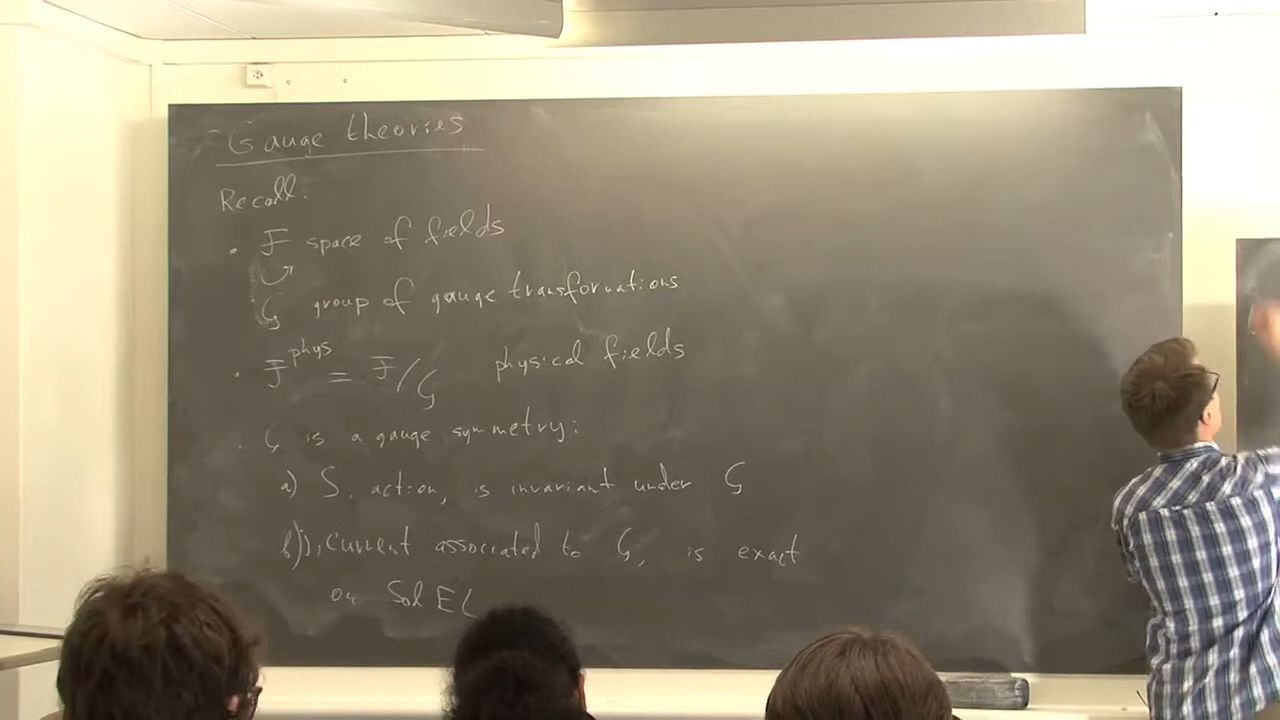 Gauge theories
Recall:
• F space of fields
G group of gauge transformations
• F^phys = F/G physical fields
• G is a gauge symmetry:
a) S, action, is invariant under G
b) j, current associated to G, is exact
on Sol EL